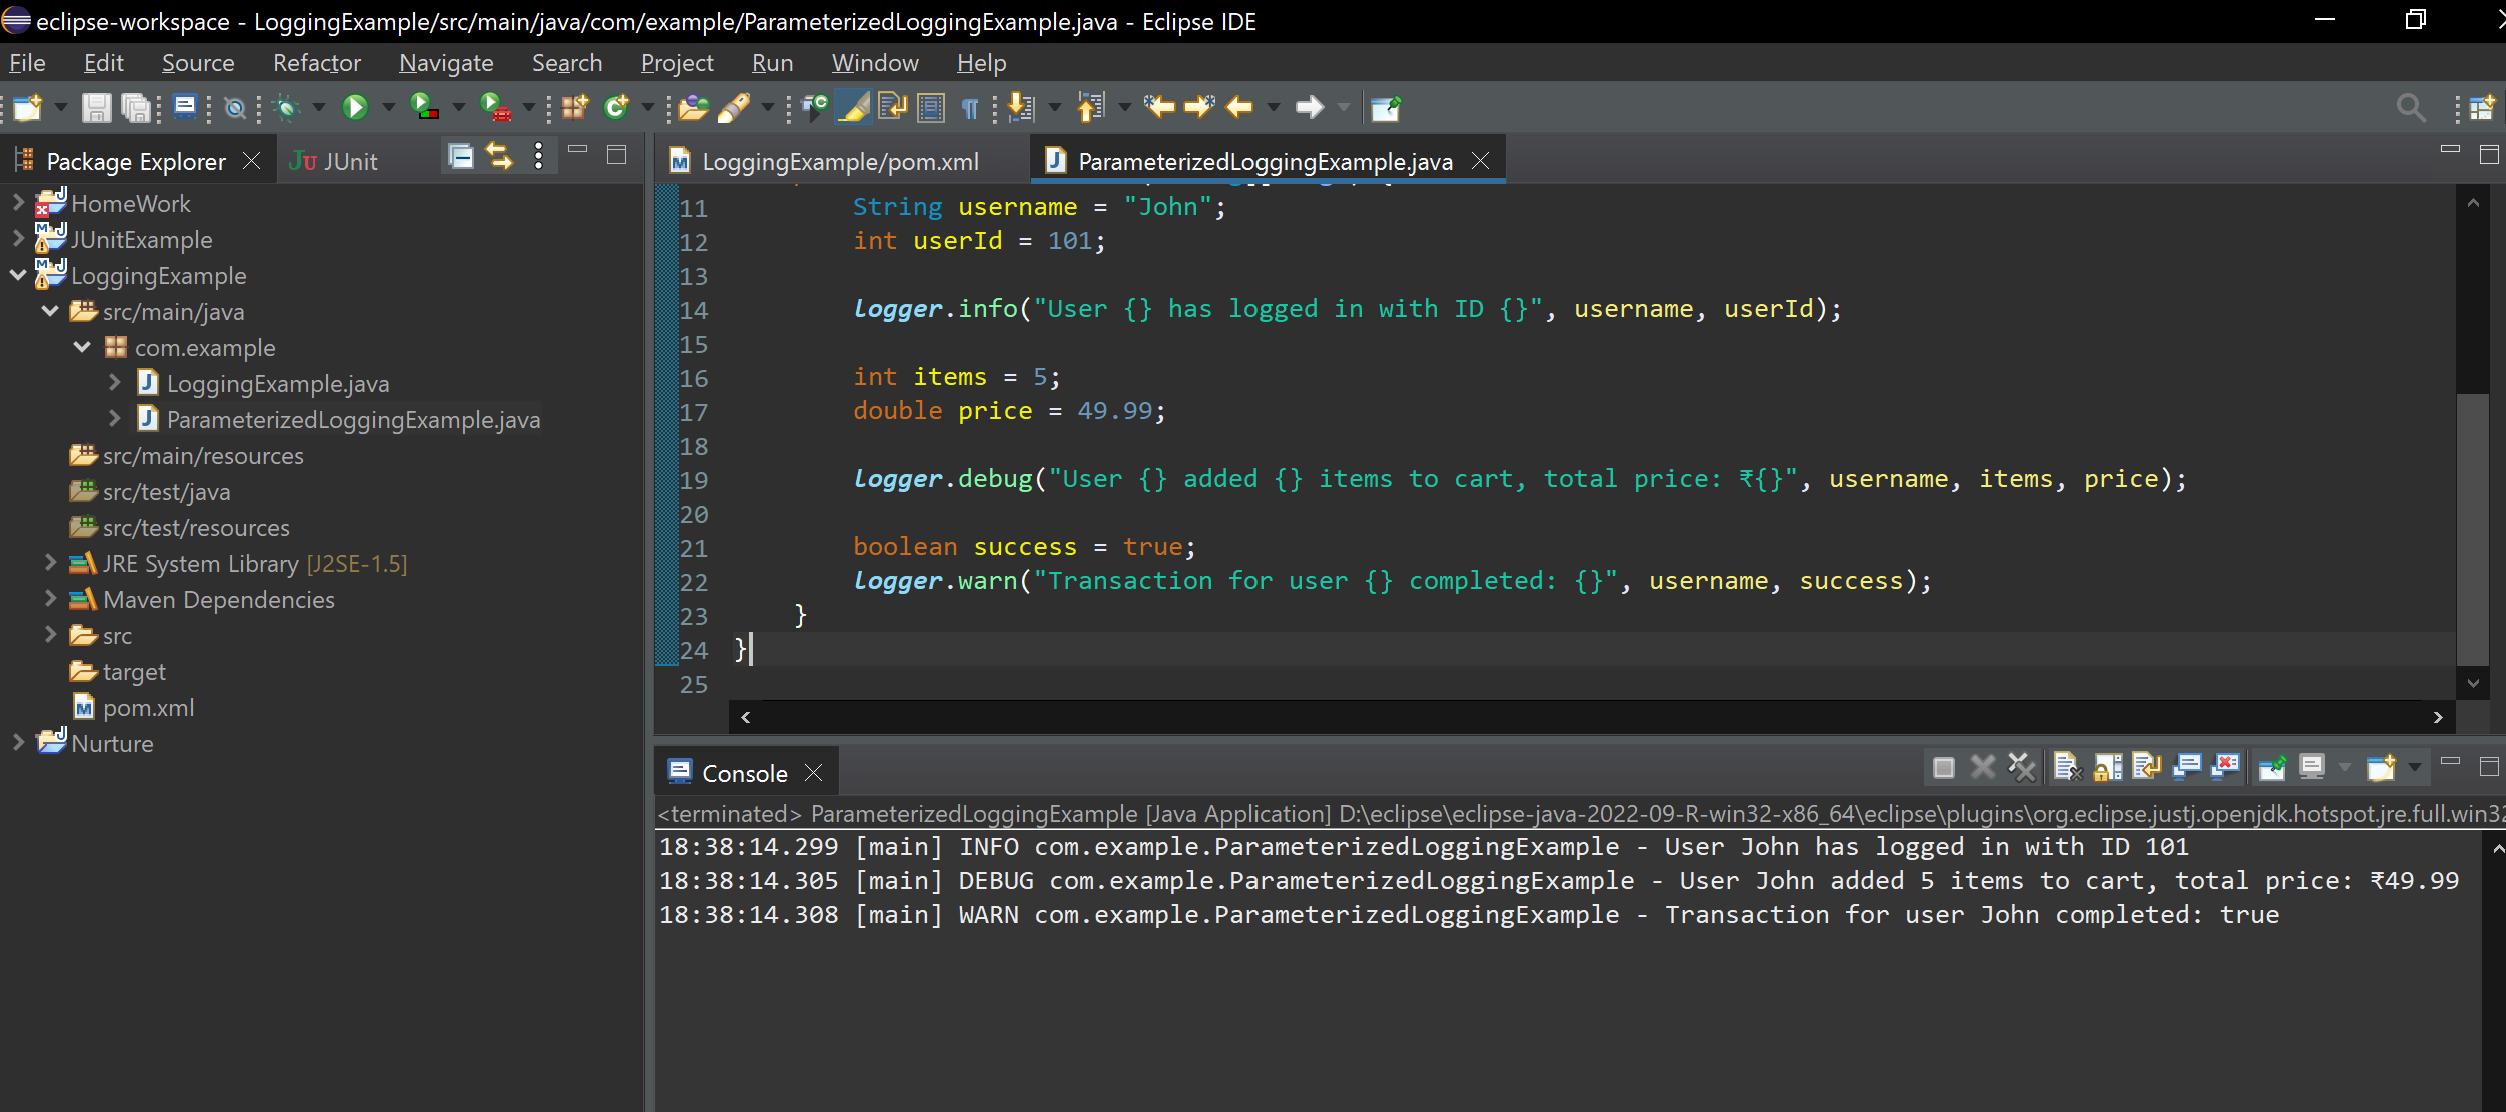 eclipse-workspace - LoggingExample/src/main/java/com/example/ParameterizedLoggingExample.java - Eclipse IDE
File Edit Source Refactor Navigate Search Project Run Window Help
Package Explorer
JUnit
HomeWork
JUnitExample
LoggingExample
src/main/java
com.example
LoggingExample.java
ParameterizedLoggingExample.java
src/main/resources
src/test/java
src/test/resources
JRE System Library [J2SE-1.5]
Maven Dependencies
src
target
pom.xml
Nurture
LoggingExample/pom.xml
ParameterizedLoggingExample.java
11 String username = "John";
12 int userId = 101;
13
14 logger.info("User {} has logged in with ID {}", username, userId);
15
16 int items = 5;
17 double price = 49.99;
18
19 logger.debug("User {} added {} items to cart, total price: ₹{}", username, items, price);
20
21 boolean success = true;
22 logger.warn("Transaction for user {} completed: {}", username, success);
23 }
24 }
25
Console
<terminated> ParameterizedLoggingExample [Java Application] D:\eclipse\eclipse-java-2022-09-R-win32-x86_64\eclipse\plugins\org.eclipse.justj.openjdk.hotspot.jre.full.win32
18:38:14.299 [main] INFO com.example.ParameterizedLoggingExample - User John has logged in with ID 101
18:38:14.305 [main] DEBUG com.example.ParameterizedLoggingExample - User John added 5 items to cart, total price: ₹49.99
18:38:14.308 [main] WARN com.example.ParameterizedLoggingExample - Transaction for user John completed: true